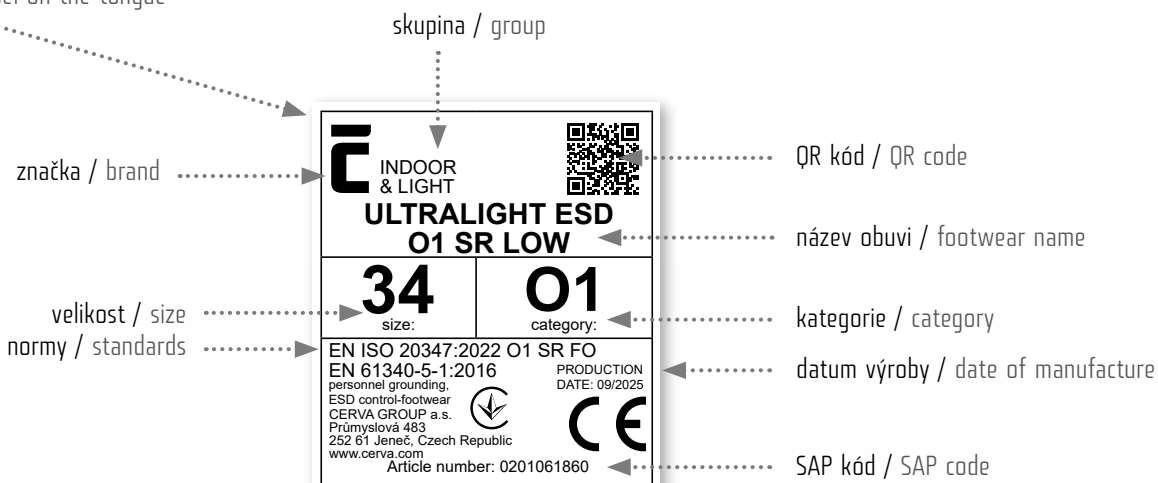 on the tongue
skupina / group
značka / brand
INDOOR
& LIGHT
QR kód / QR code
ULTRALIGHT ESD
O1 SR LOW
název obuvi / footwear name
velikost / size
34
size:
O1
category:
kategorie / category
normy / standards
EN ISO 20347:2022 O1 SR FO
EN 61340-5-1:2016
personnel grounding,
ESD control-footwear
CERVA GROUP a.s.
Průmyslová 483
252 61 Jeneč, Czech Republic
www.cerva.com
PRODUCTION
DATE: 09/2025
CE
datum výroby / date of manufacture
Article number: 0201061860
SAP kód / SAP code